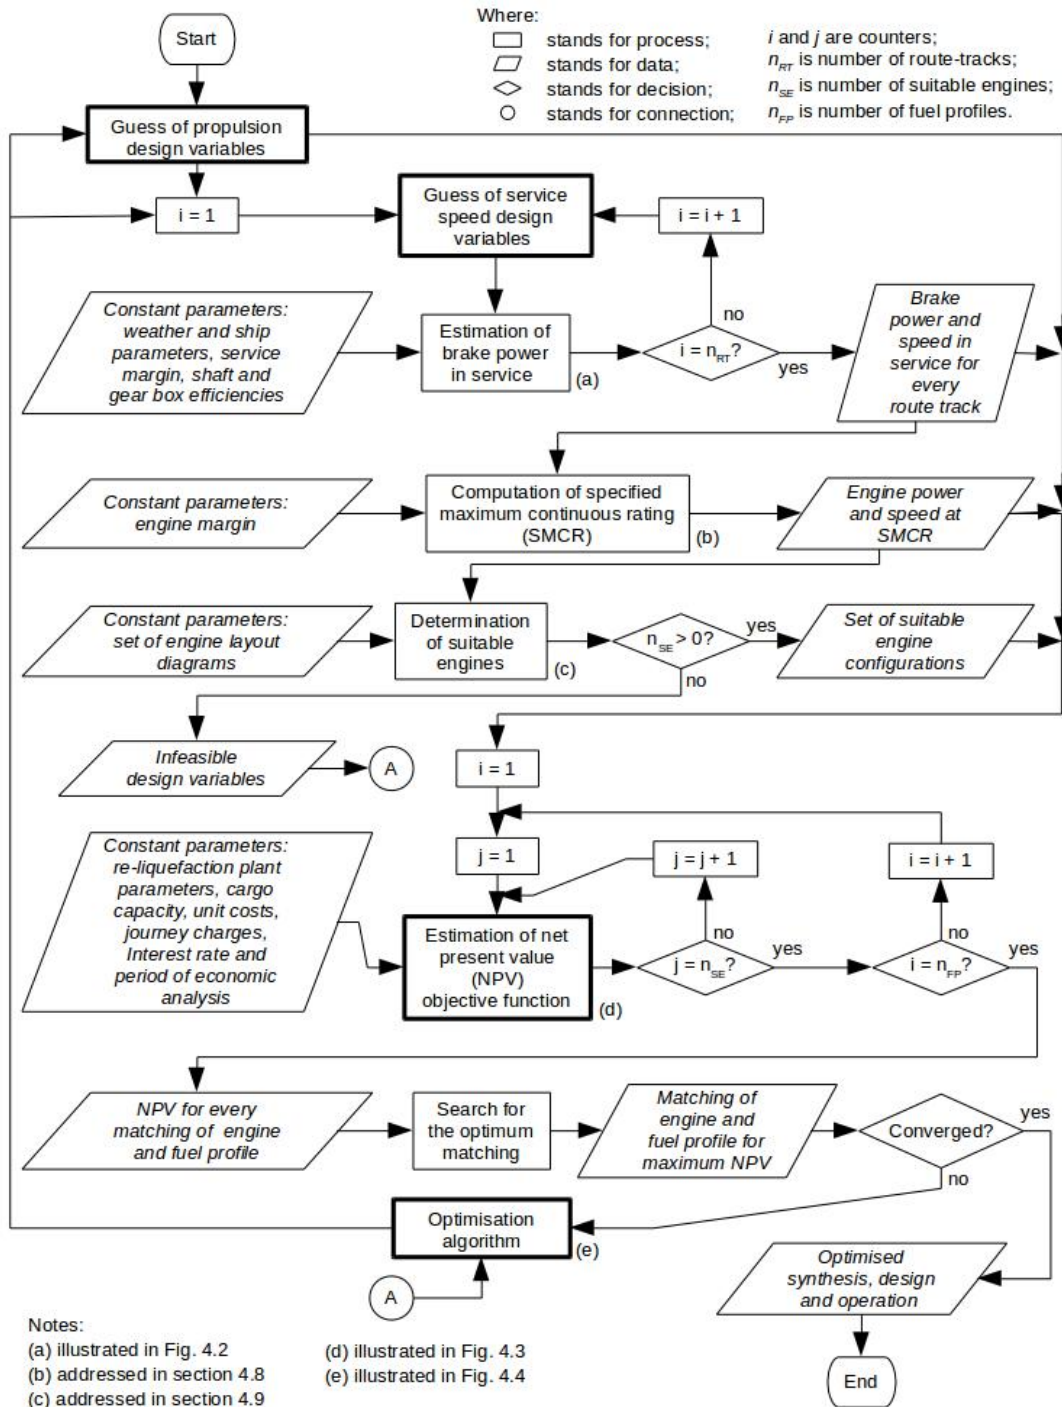 Start
Where:
stands for process;
stands for data;
stands for decision;
stands for connection;
i and j are counters;
n_RT is number of route-tracks;
n_SE is number of suitable engines;
n_FP is number of fuel profiles.
Guess of propulsion
design variables
i = 1
Guess of service
speed design
variables
i = i + 1
Constant parameters:
weather and ship
parameters, service
margin, shaft and
gear box efficiencies
Estimation of
brake power
in service
(a)
i = n_RT?
no
yes
Brake
power and
speed in
service for
every
route track
Constant parameters:
engine margin
Computation of specified
maximum continuous rating
(SMCR)
(b)
Engine power
and speed at
SMCR
Constant parameters:
set of engine layout
diagrams
Determination
of suitable
engines
(c)
n_SE > 0?
yes
no
Set of suitable
engine
configurations
Infeasible
design variables
A
i = 1
j = 1
j = j + 1
i = i + 1
Constant parameters:
re-liquefaction plant
parameters, cargo
capacity, unit costs,
journey charges,
Interest rate and
period of economic
analysis
Estimation of net
present value
(NPV)
objective function
(d)
j = n_SE?
no
yes
i = n_FP?
no
yes
NPV for every
matching of engine
and fuel profile
Search for
the optimum
matching
Matching of
engine and
fuel profile for
maximum NPV
Converged?
yes
no
Optimisation
algorithm
(e)
A
Optimised
synthesis, design
and operation
End
Notes:
(a) illustrated in Fig. 4.2
(b) addressed in section 4.8
(c) addressed in section 4.9
(d) illustrated in Fig. 4.3
(e) illustrated in Fig. 4.4